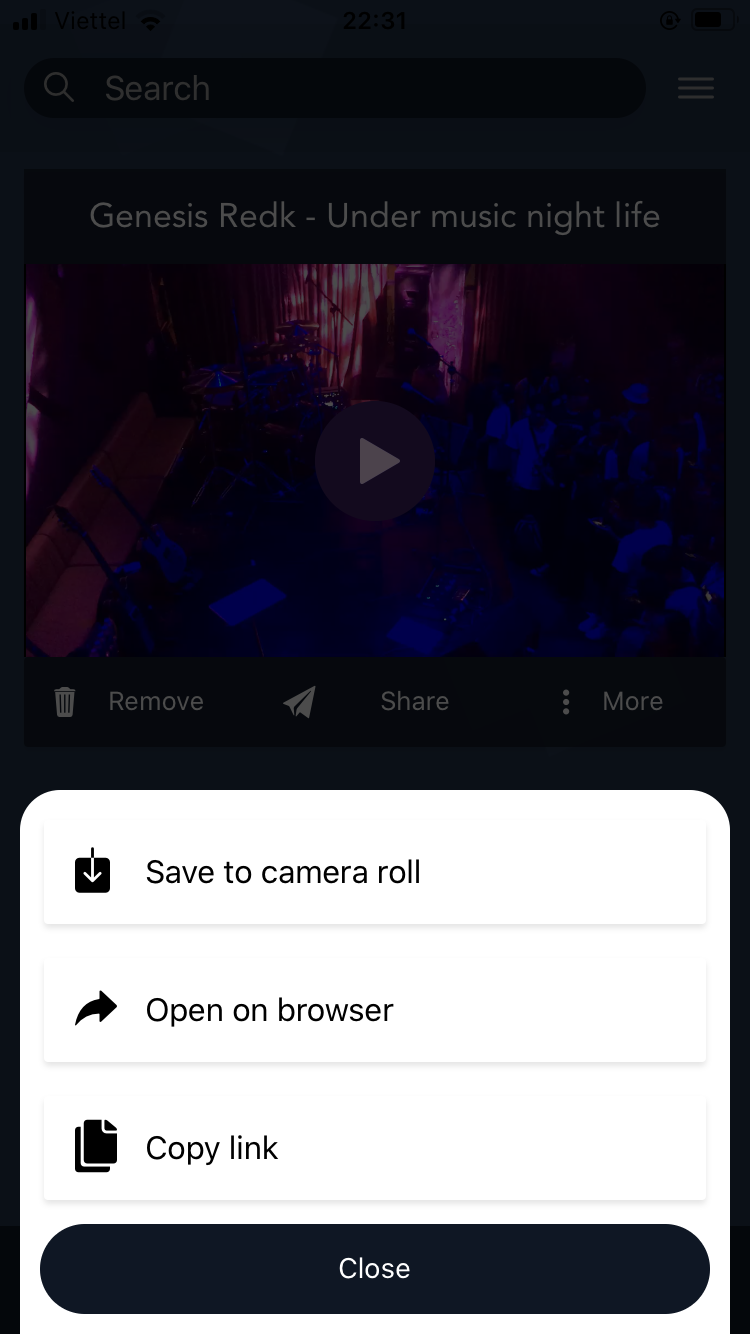 Viettel 22:31
Search
Genesis Redk - Under music night life
Remove Share More
Save to camera roll
Open on browser
Copy link
Close